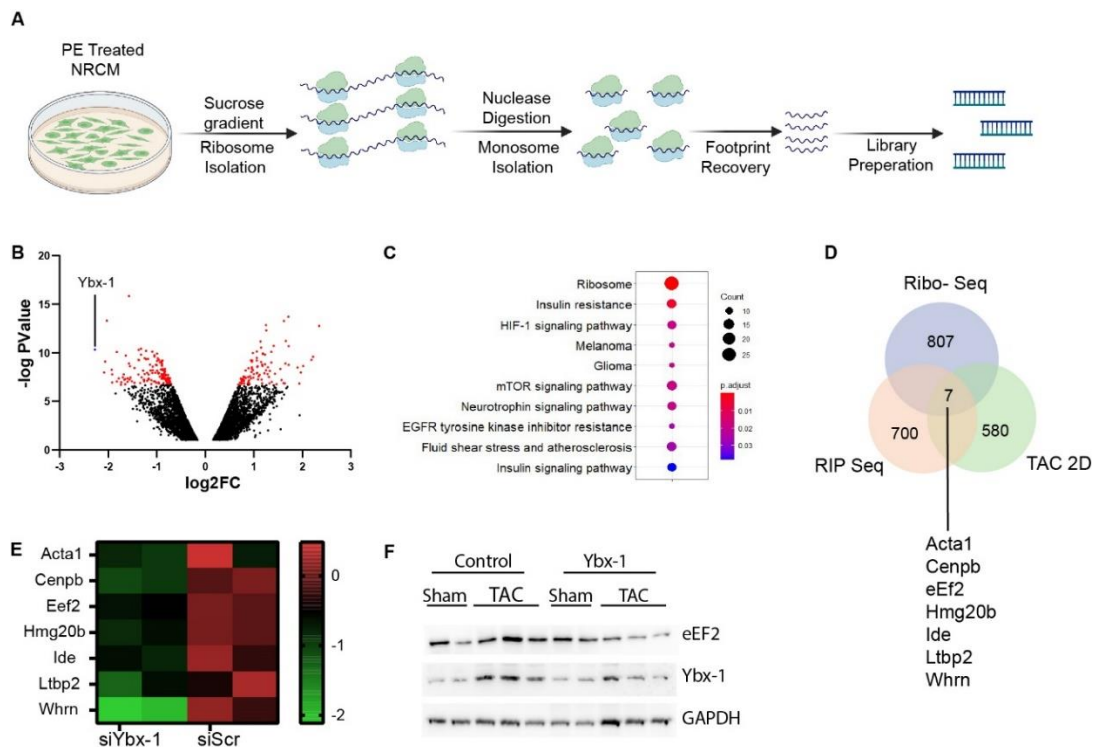 A
PE Treated
NRCM
Sucrose
gradient
Ribosome
Isolation
Nuclease
Digestion
Monosome
Isolation
Footprint
Recovery
Library
Preperation
B
20
15
10
5
0
-log PValue
Ybx-1
-3 -2 -1 0 1 2 3
log2FC
C
Ribosome
Insulin resistance
HIF-1 signaling pathway
Melanoma
Glioma
mTOR signaling pathway
Neurotrophin signaling pathway
EGFR tyrosine kinase inhibitor resistance
Fluid shear stress and atherosclerosis
Insulin signaling pathway
Count
10
15
20
25
p.adjust
0.01
0.02
0.03
D
Ribo- Seq
807
7
700
580
RIP Seq
TAC 2D
Acta1
Cenpb
eEf2
Hmg20b
Ide
Ltbp2
Whrn
E
Acta1
Cenpb
Eef2
Hmg20b
Ide
Ltbp2
Whrn
siYbx-1 siScr
0
-1
-2
F
Control Ybx-1
Sham TAC Sham TAC
eEF2
Ybx-1
GAPDH